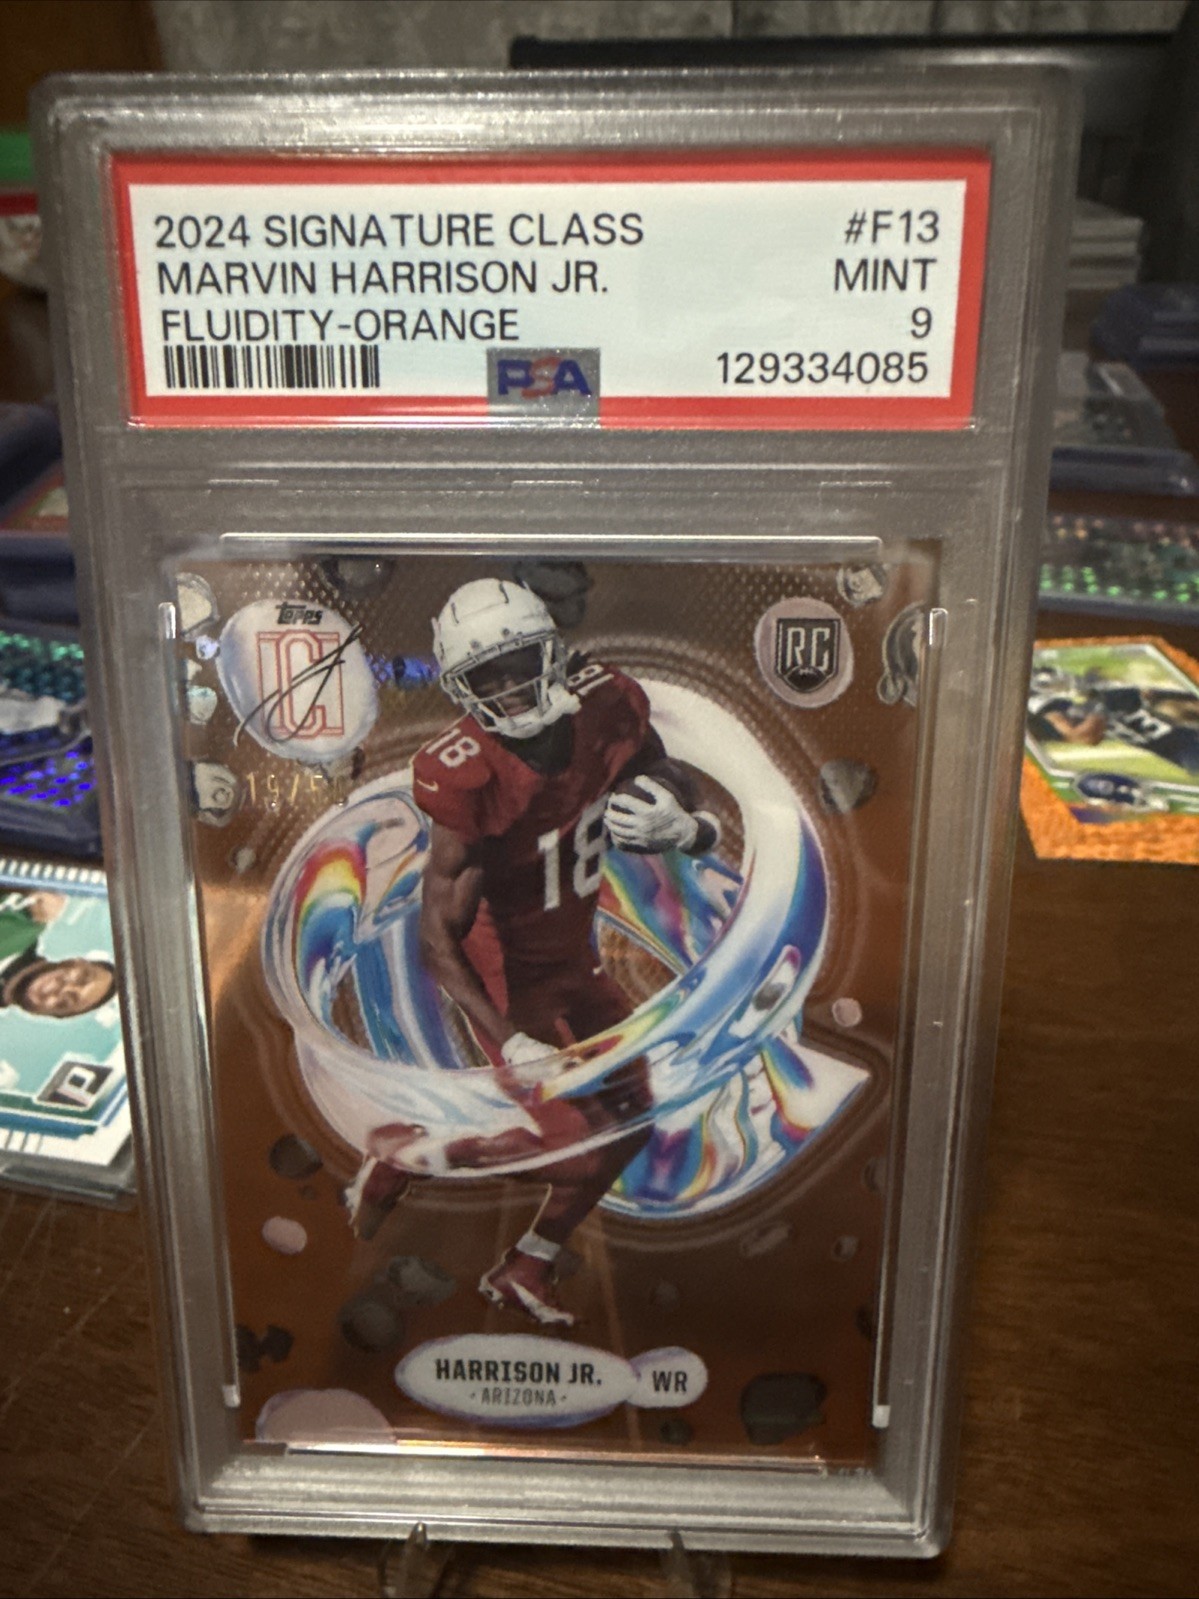 2024 SIGNATURE CLASS #F13
MARVIN HARRISON JR. MINT
FLUIDITY-ORANGE 9
PSA 129334085
Topps
RC
18
18
18
HARRISON JR. WR
-ARIZONA-